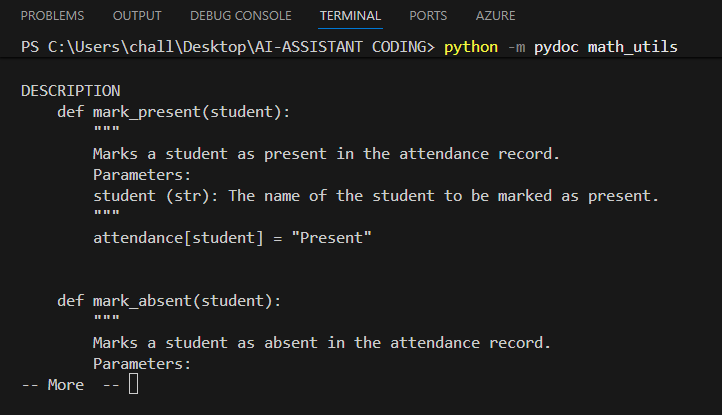 PROBLEMS OUTPUT DEBUG CONSOLE TERMINAL PORTS AZURE
PS C:\Users\chall\Desktop\AI-ASSISTANT CODING> python -m pydoc math_utils
DESCRIPTION
    def mark_present(student):
        """
        Marks a student as present in the attendance record.
        Parameters:
        student (str): The name of the student to be marked as present.
        """
        attendance[student] = "Present"
    def mark_absent(student):
        """
        Marks a student as absent in the attendance record.
        Parameters:
-- More  --